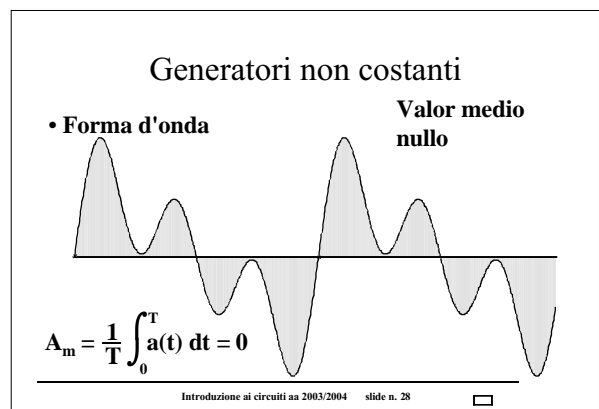 Generatori non costanti
• Forma d'onda
Valor medio
nullo
A_m = 1/T ∫_0^T a(t) dt = 0
Introduzione ai circuiti aa 2003/2004 slide n. 28